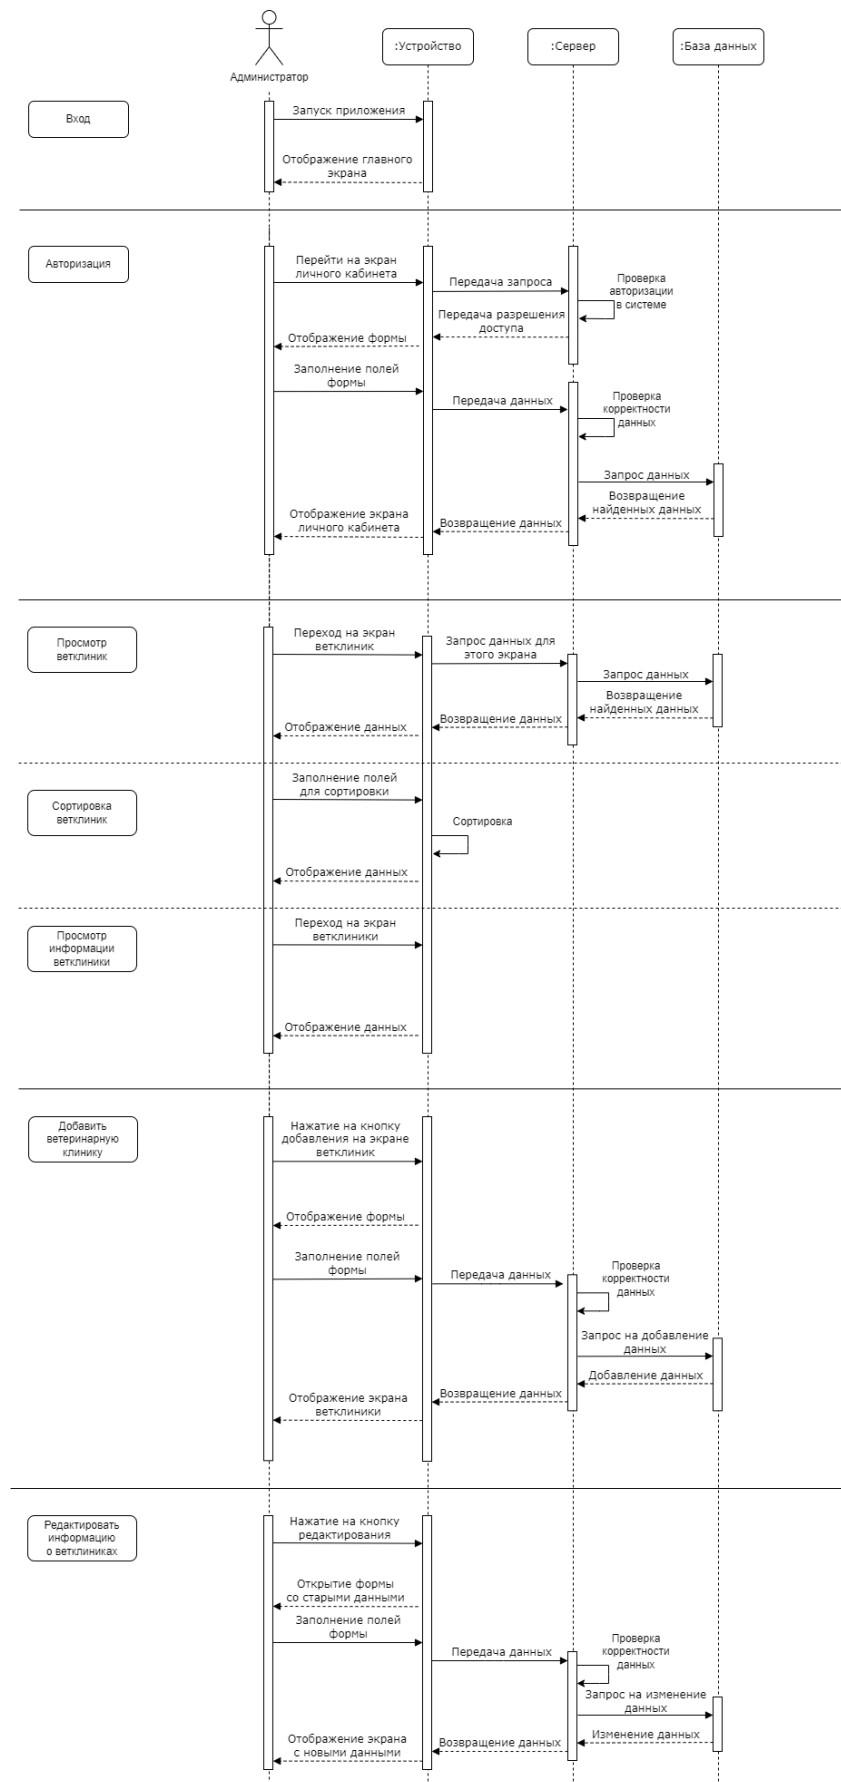 Администратор
:Устройство
:Сервер
:База данных
Вход
Запуск приложения
Отображение главного
экрана
Авторизация
Перейти на экран
личного кабинета
Передача запроса
Проверка
авторизации
в системе
Передача разрешения
доступа
Отображение формы
Заполнение полей
формы
Передача данных
Проверка
корректности
данных
Запрос данных
Возвращение
найденных данных
Отображение экрана
личного кабинета
Возвращение данных
Просмотр
ветклиник
Переход на экран
ветклиник
Запрос данных для
этого экрана
Запрос данных
Возвращение
найденных данных
Возвращение данных
Отображение данных
Сортировка
ветклиник
Заполнение полей
для сортировки
Сортировка
Отображение данных
Просмотр
информации
ветклиники
Переход на экран
ветклиники
Отображение данных
Добавить
ветеринарную
клинику
Нажатие на кнопку
добавления на экране
ветклиник
Отображение формы
Заполнение полей
формы
Передача данных
Проверка
корректности
данных
Запрос на добавление
данных
Добавление данных
Отображение экрана
ветклиники
Возвращение данных
Редактировать
информацию
о ветклиниках
Нажатие на кнопку
редактирования
Открытие формы
со старыми данными
Заполнение полей
формы
Передача данных
Проверка
корректности
данных
Запрос на изменение
данных
Изменение данных
Отображение экрана
с новыми данными
Возвращение данных